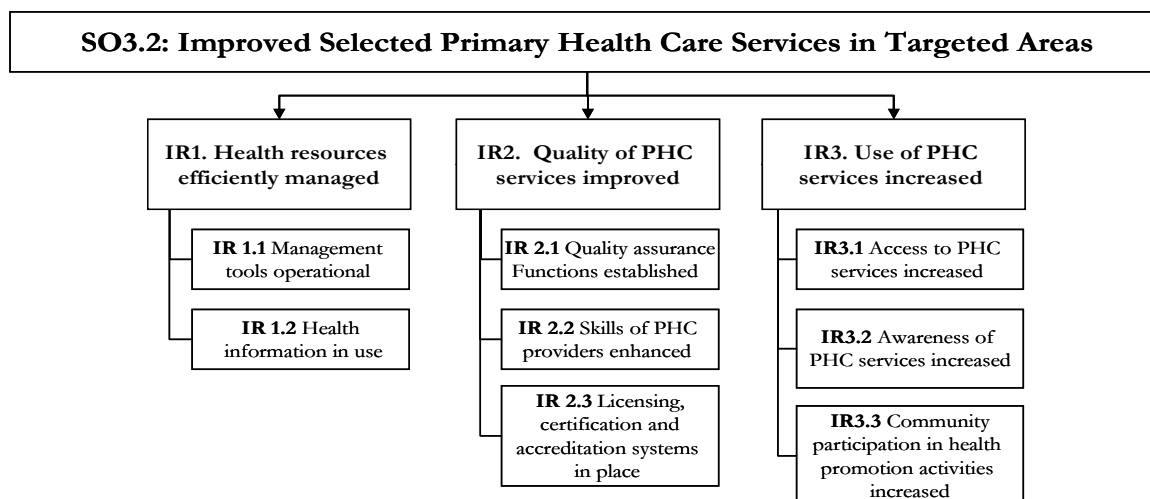 SO3.2: Improved Selected Primary Health Care Services in Targeted Areas
IR1. Health resources
efficiently managed
IR 1.1 Management
tools operational
IR 1.2 Health
information in use
IR2. Quality of PHC
services improved
IR 2.1 Quality assurance
Functions established
IR 2.2 Skills of PHC
providers enhanced
IR 2.3 Licensing,
certification and
accreditation systems
in place
IR3. Use of PHC
services increased
IR3.1 Access to PHC
services increased
IR3.2 Awareness of
PHC services increased
IR3.3 Community
participation in health
promotion activities
increased